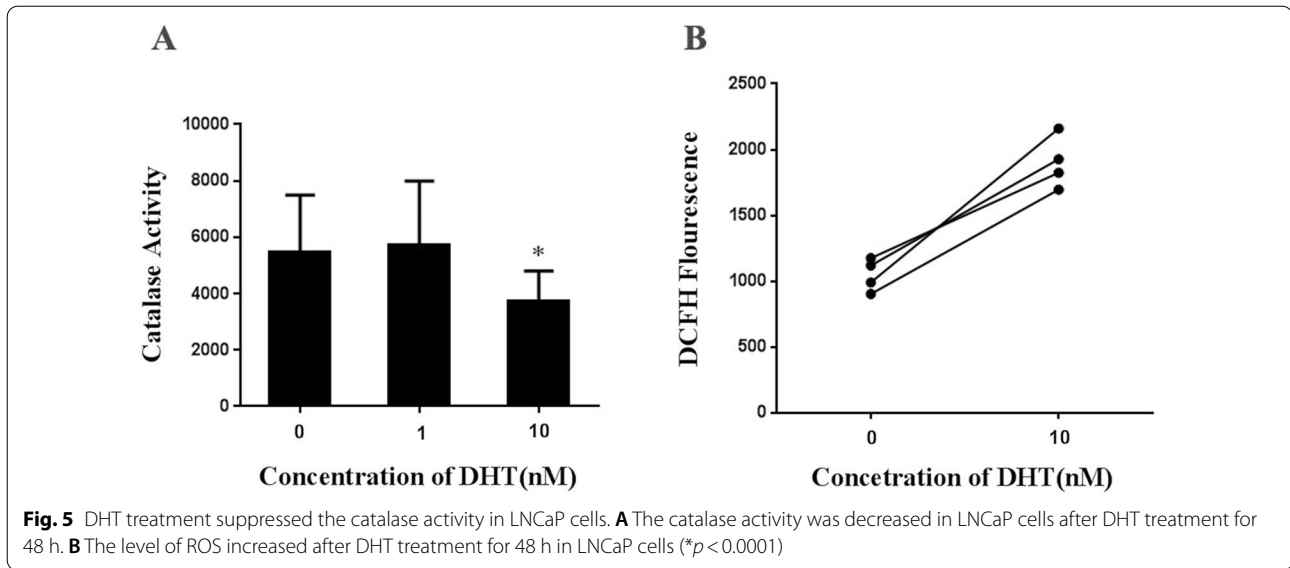 A
Catalase Activity
10000
8000
6000
4000
2000
0
*
0 1 10
Concentration of DHT(nM)
B
DCFH Flourescence
2500
2000
1500
1000
500
0
0 10
Concetration of DHT(nM)
Fig. 5 DHT treatment suppressed the catalase activity in LNCaP cells. A The catalase activity was decreased in LNCaP cells after DHT treatment for
48 h. B The level of ROS increased after DHT treatment for 48 h in LNCaP cells (*p < 0.0001)